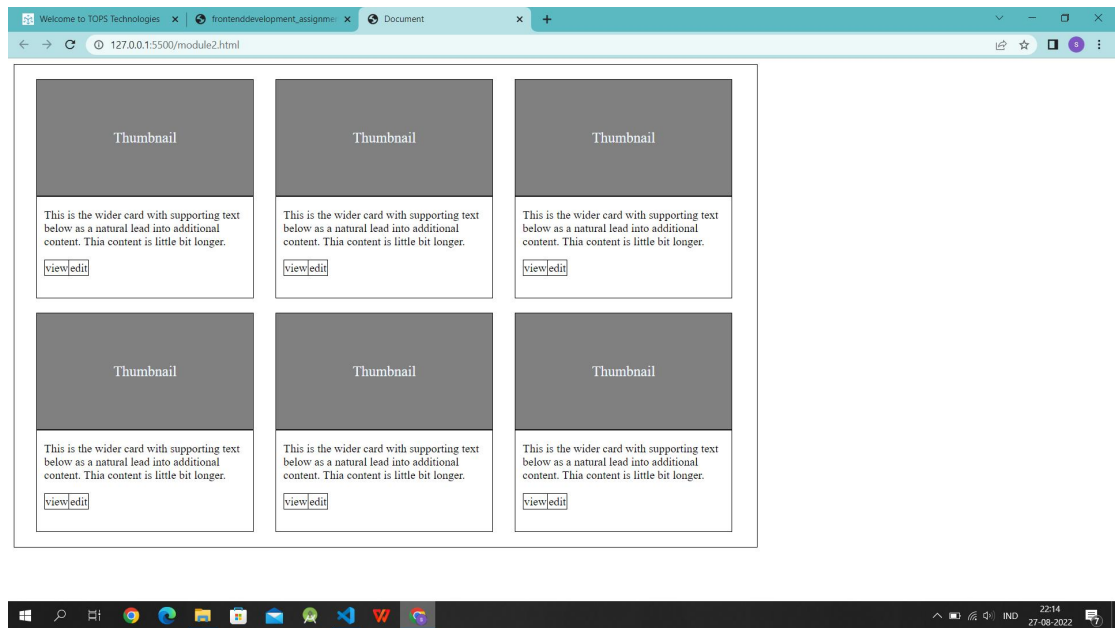 Welcome to TOPS Technologies
frontenddevelopment_assignme
Document
127.0.0.1:5500/module2.html
S
Thumbnail
Thumbnail
Thumbnail
This is the wider card with supporting text
below as a natural lead into additional
content. Thia content is little bit longer.
view edit
This is the wider card with supporting text
below as a natural lead into additional
content. Thia content is little bit longer.
view edit
This is the wider card with supporting text
below as a natural lead into additional
content. Thia content is little bit longer.
view edit
Thumbnail
Thumbnail
Thumbnail
This is the wider card with supporting text
below as a natural lead into additional
content. Thia content is little bit longer.
view edit
This is the wider card with supporting text
below as a natural lead into additional
content. Thia content is little bit longer.
view edit
This is the wider card with supporting text
below as a natural lead into additional
content. Thia content is little bit longer.
view edit
IND
22:14
27-08-2022
7